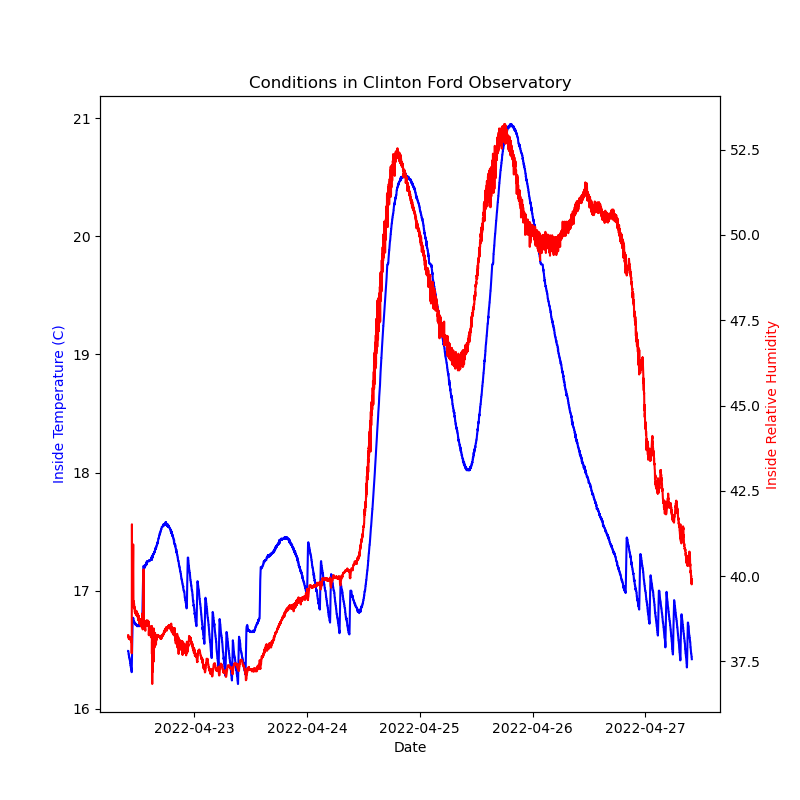 Conditions in Clinton Ford Observatory
21
20
19
18
17
16
Inside Temperature (C)
52.5
50.0
47.5
45.0
42.5
40.0
37.5
Inside Relative Humidity
2022-04-23 2022-04-24 2022-04-25 2022-04-26 2022-04-27
Date